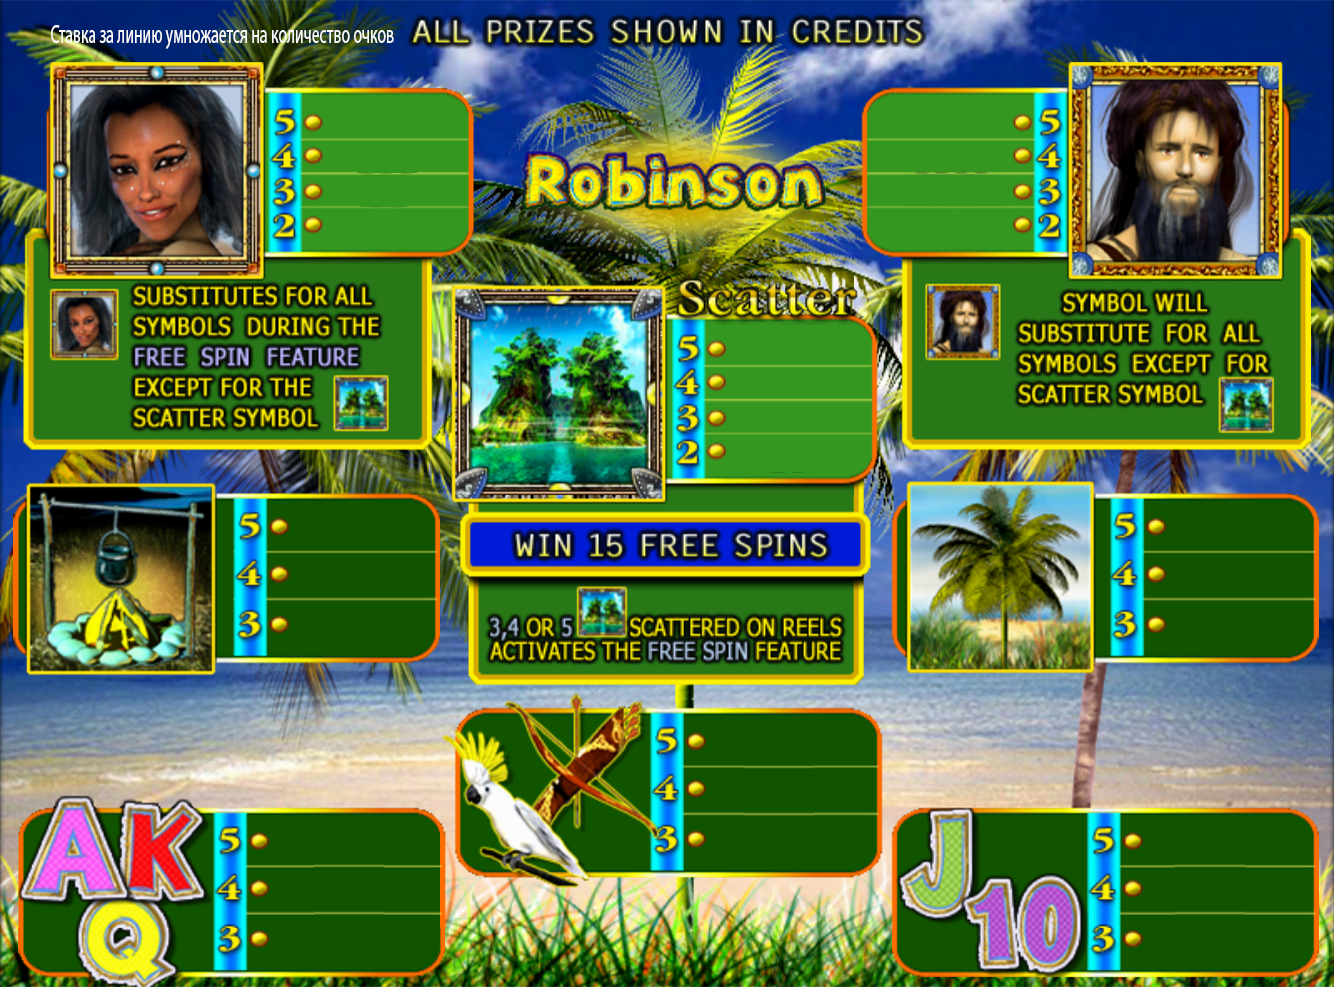 Ставка за линию умножается на количество очков
ALL PRIZES SHOWN IN CREDITS
5
4
3
2
Robinson
5
4
3
2
SUBSTITUTES FOR ALL
SYMBOLS DURING THE
FREE SPIN FEATURE
EXCEPT FOR THE
SCATTER SYMBOL
Scatter
5
4
3
2
SYMBOL WILL
SUBSTITUTE FOR ALL
SYMBOLS EXCEPT FOR
SCATTER SYMBOL
5
4
3
WIN 15 FREE SPINS
3,4 OR 5 SCATTERED ON REELS
ACTIVATES THE FREE SPIN FEATURE
5
4
3
5
4
3
A K
Q
5
4
3
J
10
5
4
3